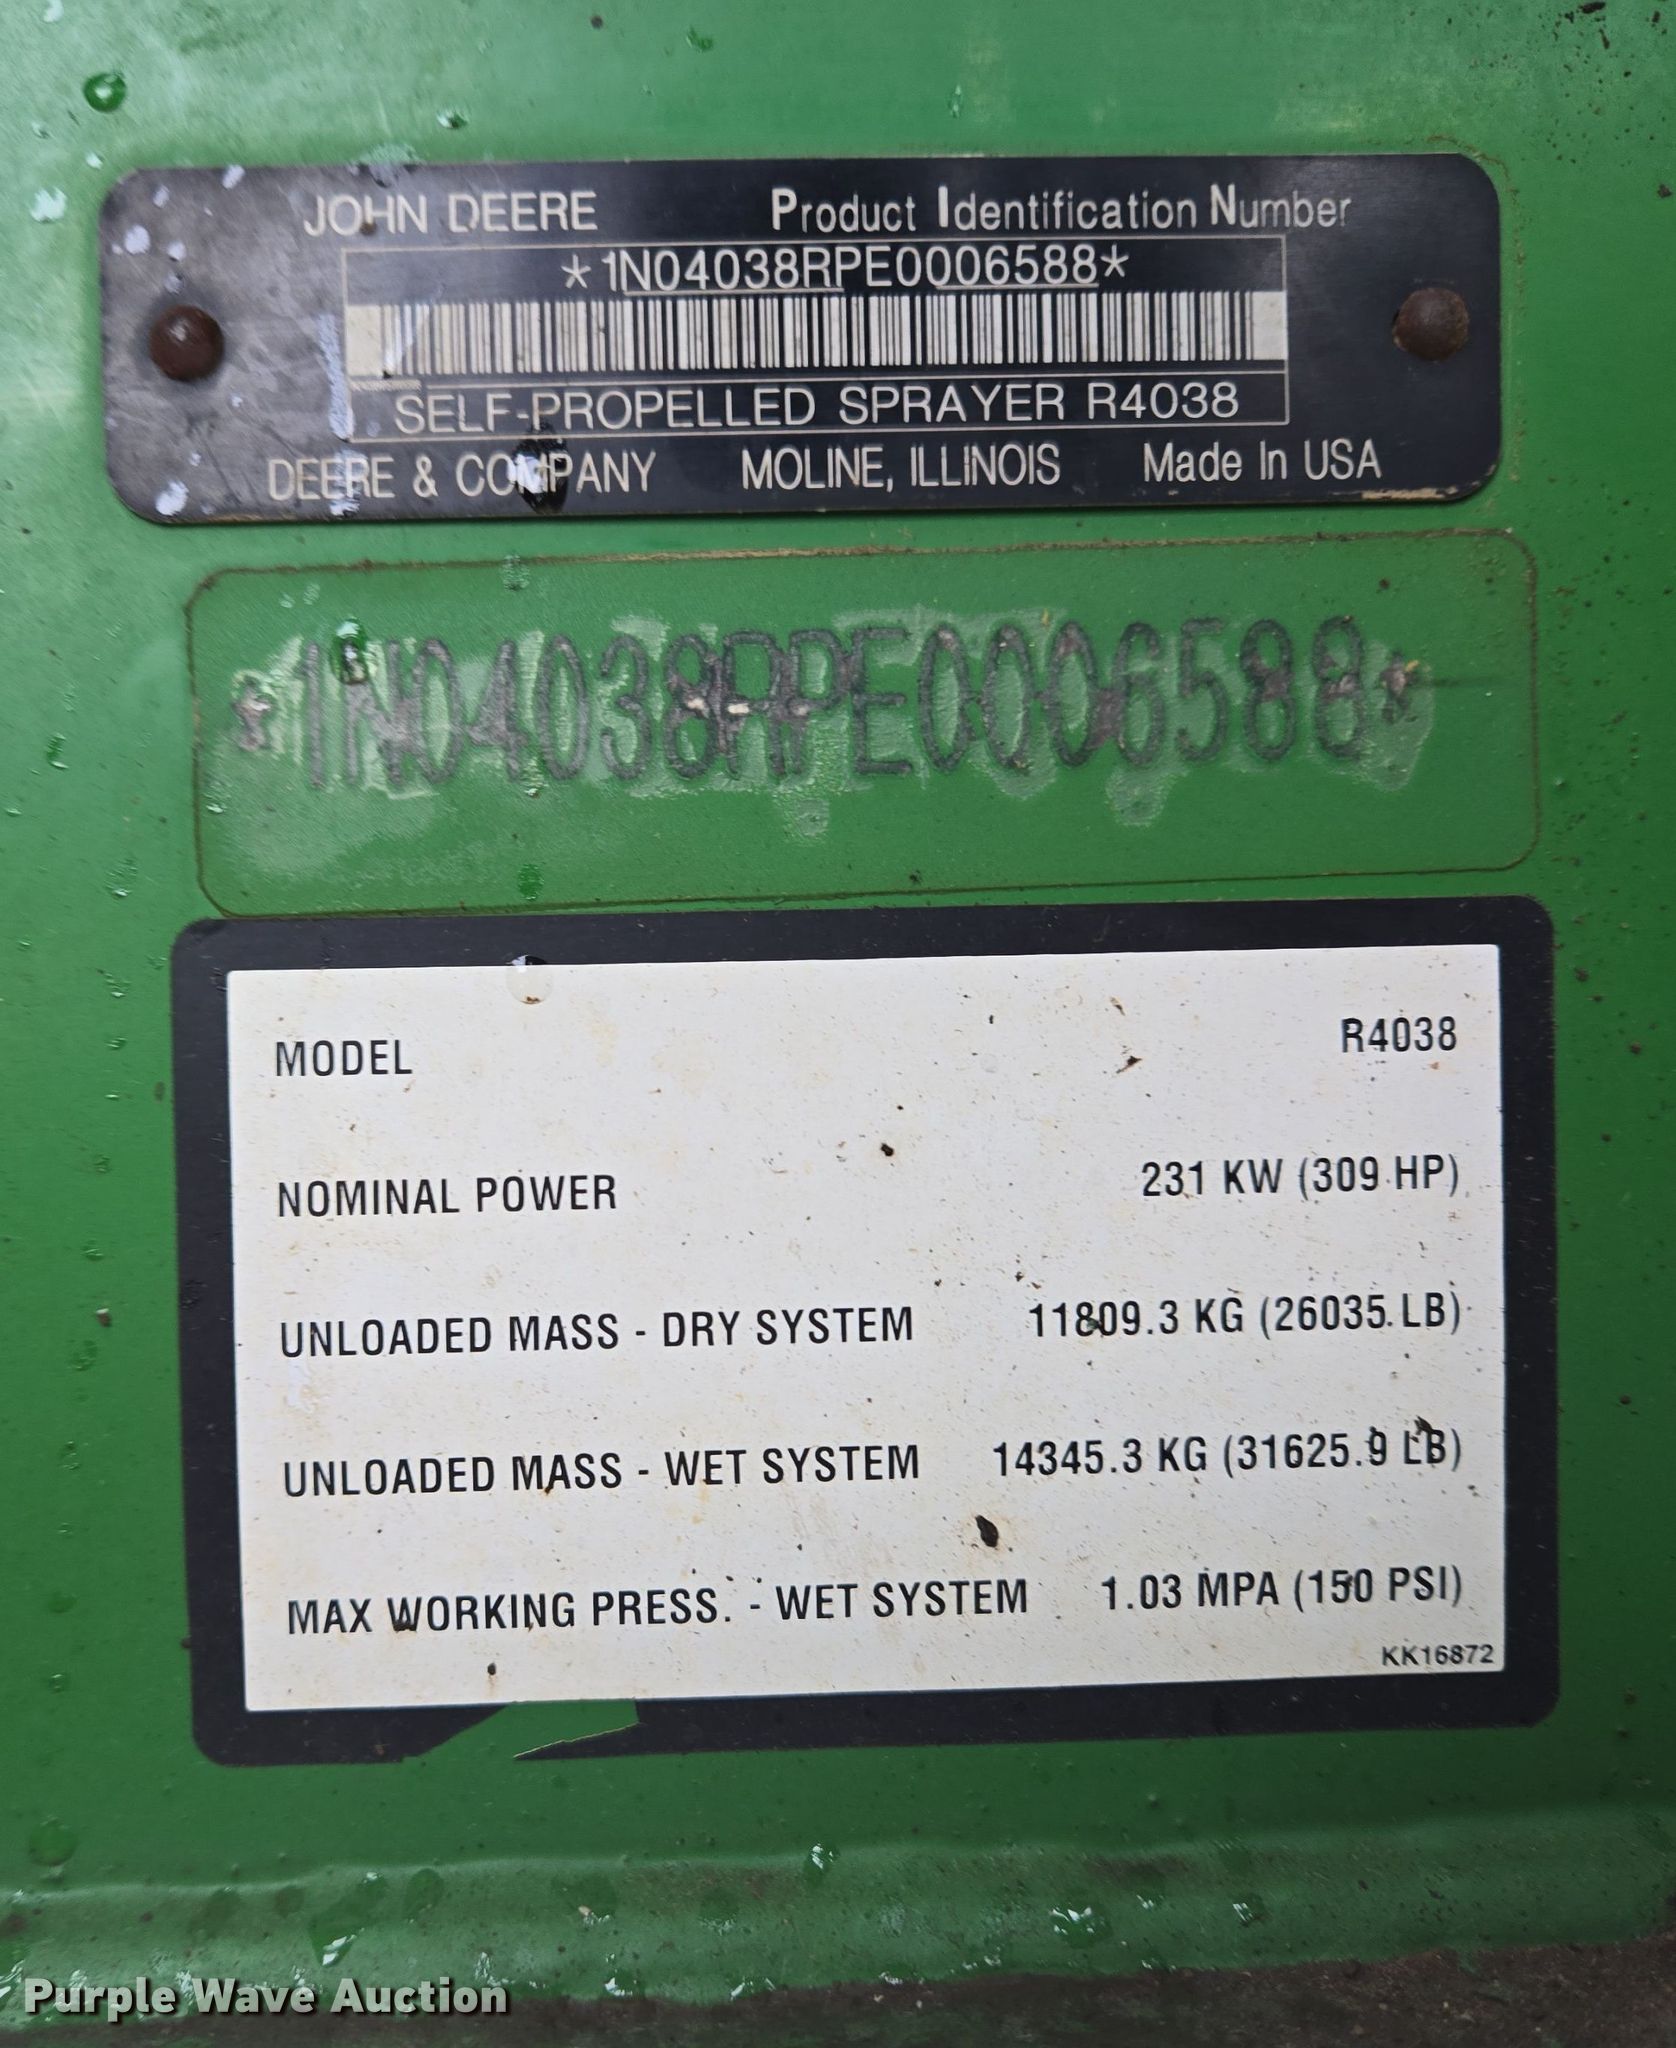 JOHN DEERE Product Identification Number
*1N04038RPE0006588*
SELF-PROPELLED SPRAYER R4038
DEERE & COMPANY MOLINE, ILLINOIS Made In USA
*1N04038RPE0006588*
MODEL R4038
NOMINAL POWER 231 KW (309 HP)
UNLOADED MASS - DRY SYSTEM 11809.3 KG (26035 LB)
UNLOADED MASS - WET SYSTEM 14345.3 KG (31625.9 LB)
MAX WORKING PRESS. - WET SYSTEM 1.03 MPA (150 PSI)
KK16872
Purple Wave Auction